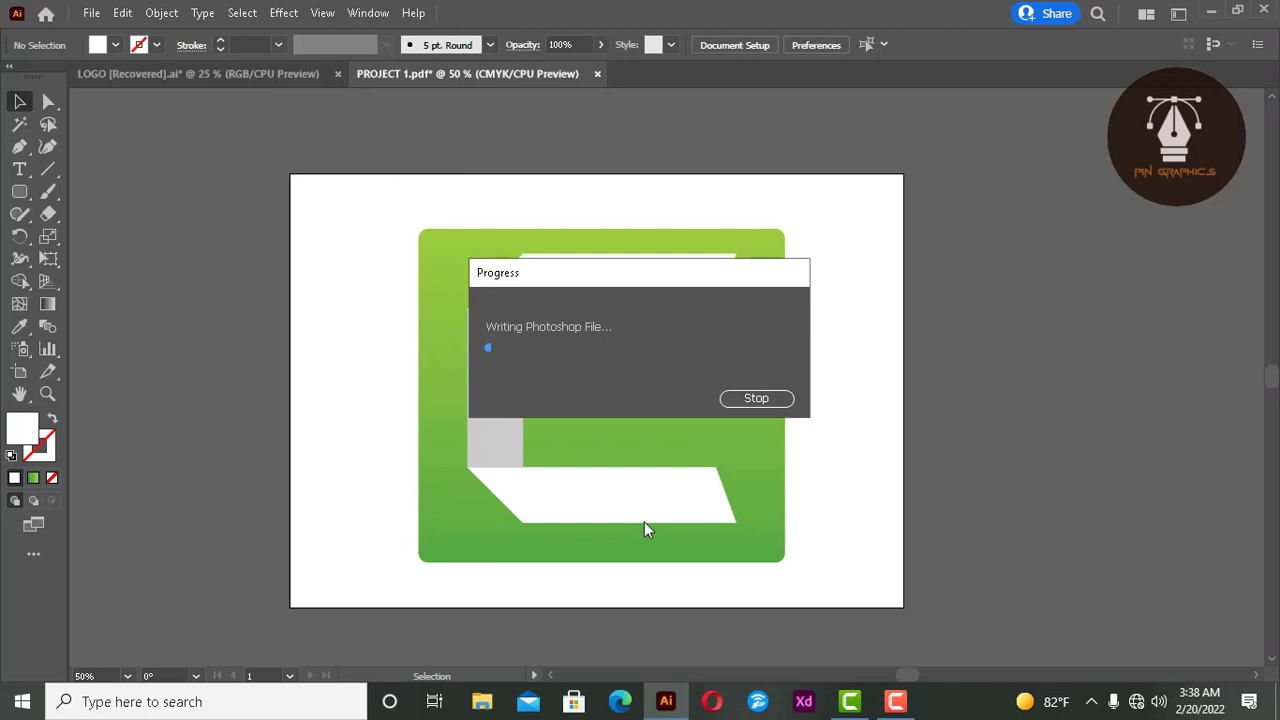 Ai File Edit Object Type Select Effect View Window Help Share
No Selection Stroke: 5 pt. Round Opacity: 100% Style: Document Setup Preferences
LOGO [Recovered].ai* @ 25 % (RGB/CPU Preview) × PROJECT 1.pdf* @ 50 % (CMYK/CPU Preview) ×
PIN GRAPHICS
Progress
Writing Photoshop File...
Stop
50% 0° 1 Selection
Type here to search Ai Xd 82°F 3:38 AM
2/20/2022